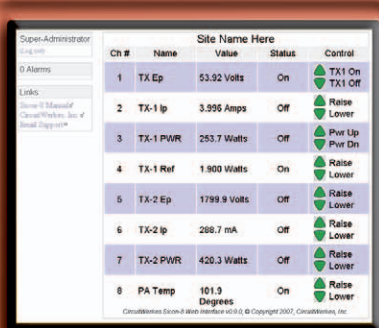 Super-Administrator
(Log out)
0 Alarms
Links
Sicon-8 Manual
CircuitWerkes, Inc
Email Support
Site Name Here
Ch # Name Value Status Control
1 TX Ep 53.92 Volts On TX1 On
TX1 Off
2 TX-1 Ip 3.996 Amps Off Raise
Lower
3 TX-1 PWR 253.7 Watts Off Pwr Up
Pwr Dn
4 TX-1 Ref 1.900 Watts On Raise
Lower
5 TX-2 Ep 1799.9 Volts Off Raise
Lower
6 TX-2 Ip 288.7 mA Off Raise
Lower
7 TX-2 PWR 420.3 Watts Off Raise
Lower
8 PA Temp 101.9 Degrees On Raise
Lower
CircuitWerkes Sicon-8 Web Interface v0.9.0, © Copyright 2007, CircuitWerkes, Inc.